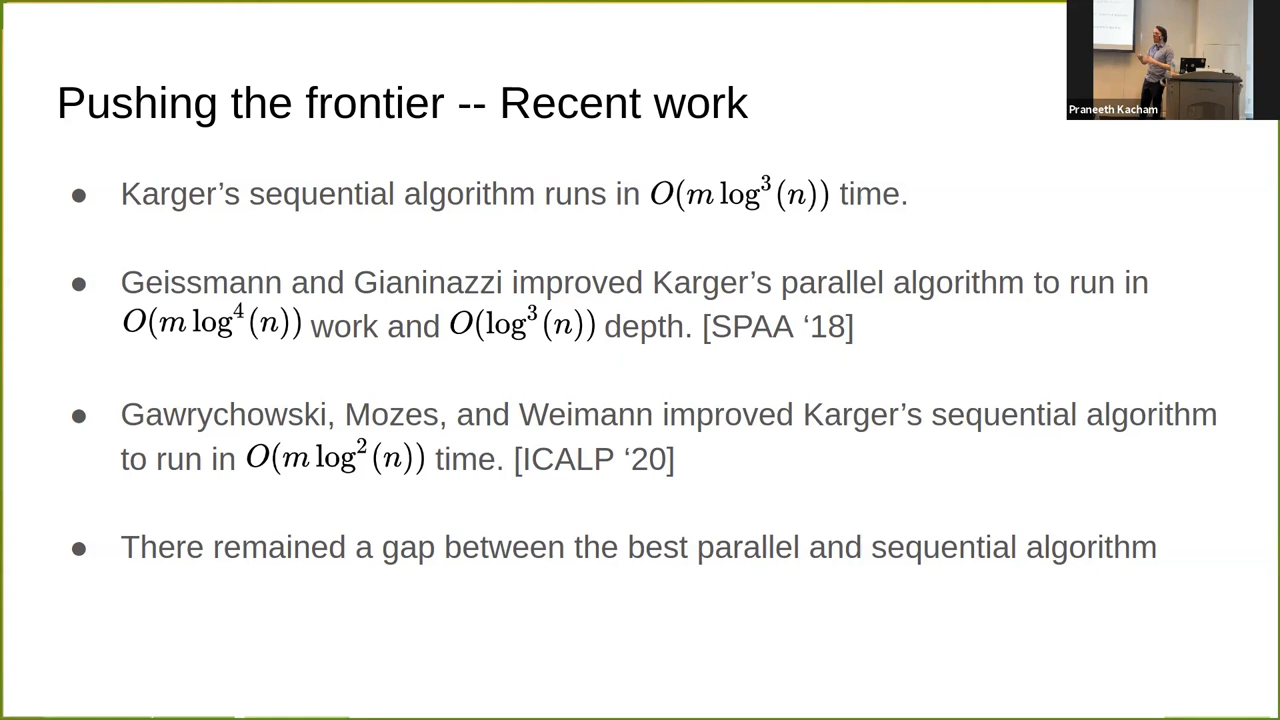 Pushing the frontier -- Recent work
Praneeth Kacham
● Karger’s sequential algorithm runs in O(m log³(n)) time.
● Geissmann and Gianinazzi improved Karger’s parallel algorithm to run in
O(m log⁴(n)) work and O(log³(n)) depth. [SPAA ‘18]
● Gawrychowski, Mozes, and Weimann improved Karger’s sequential algorithm
to run in O(m log²(n)) time. [ICALP ‘20]
● There remained a gap between the best parallel and sequential algorithm